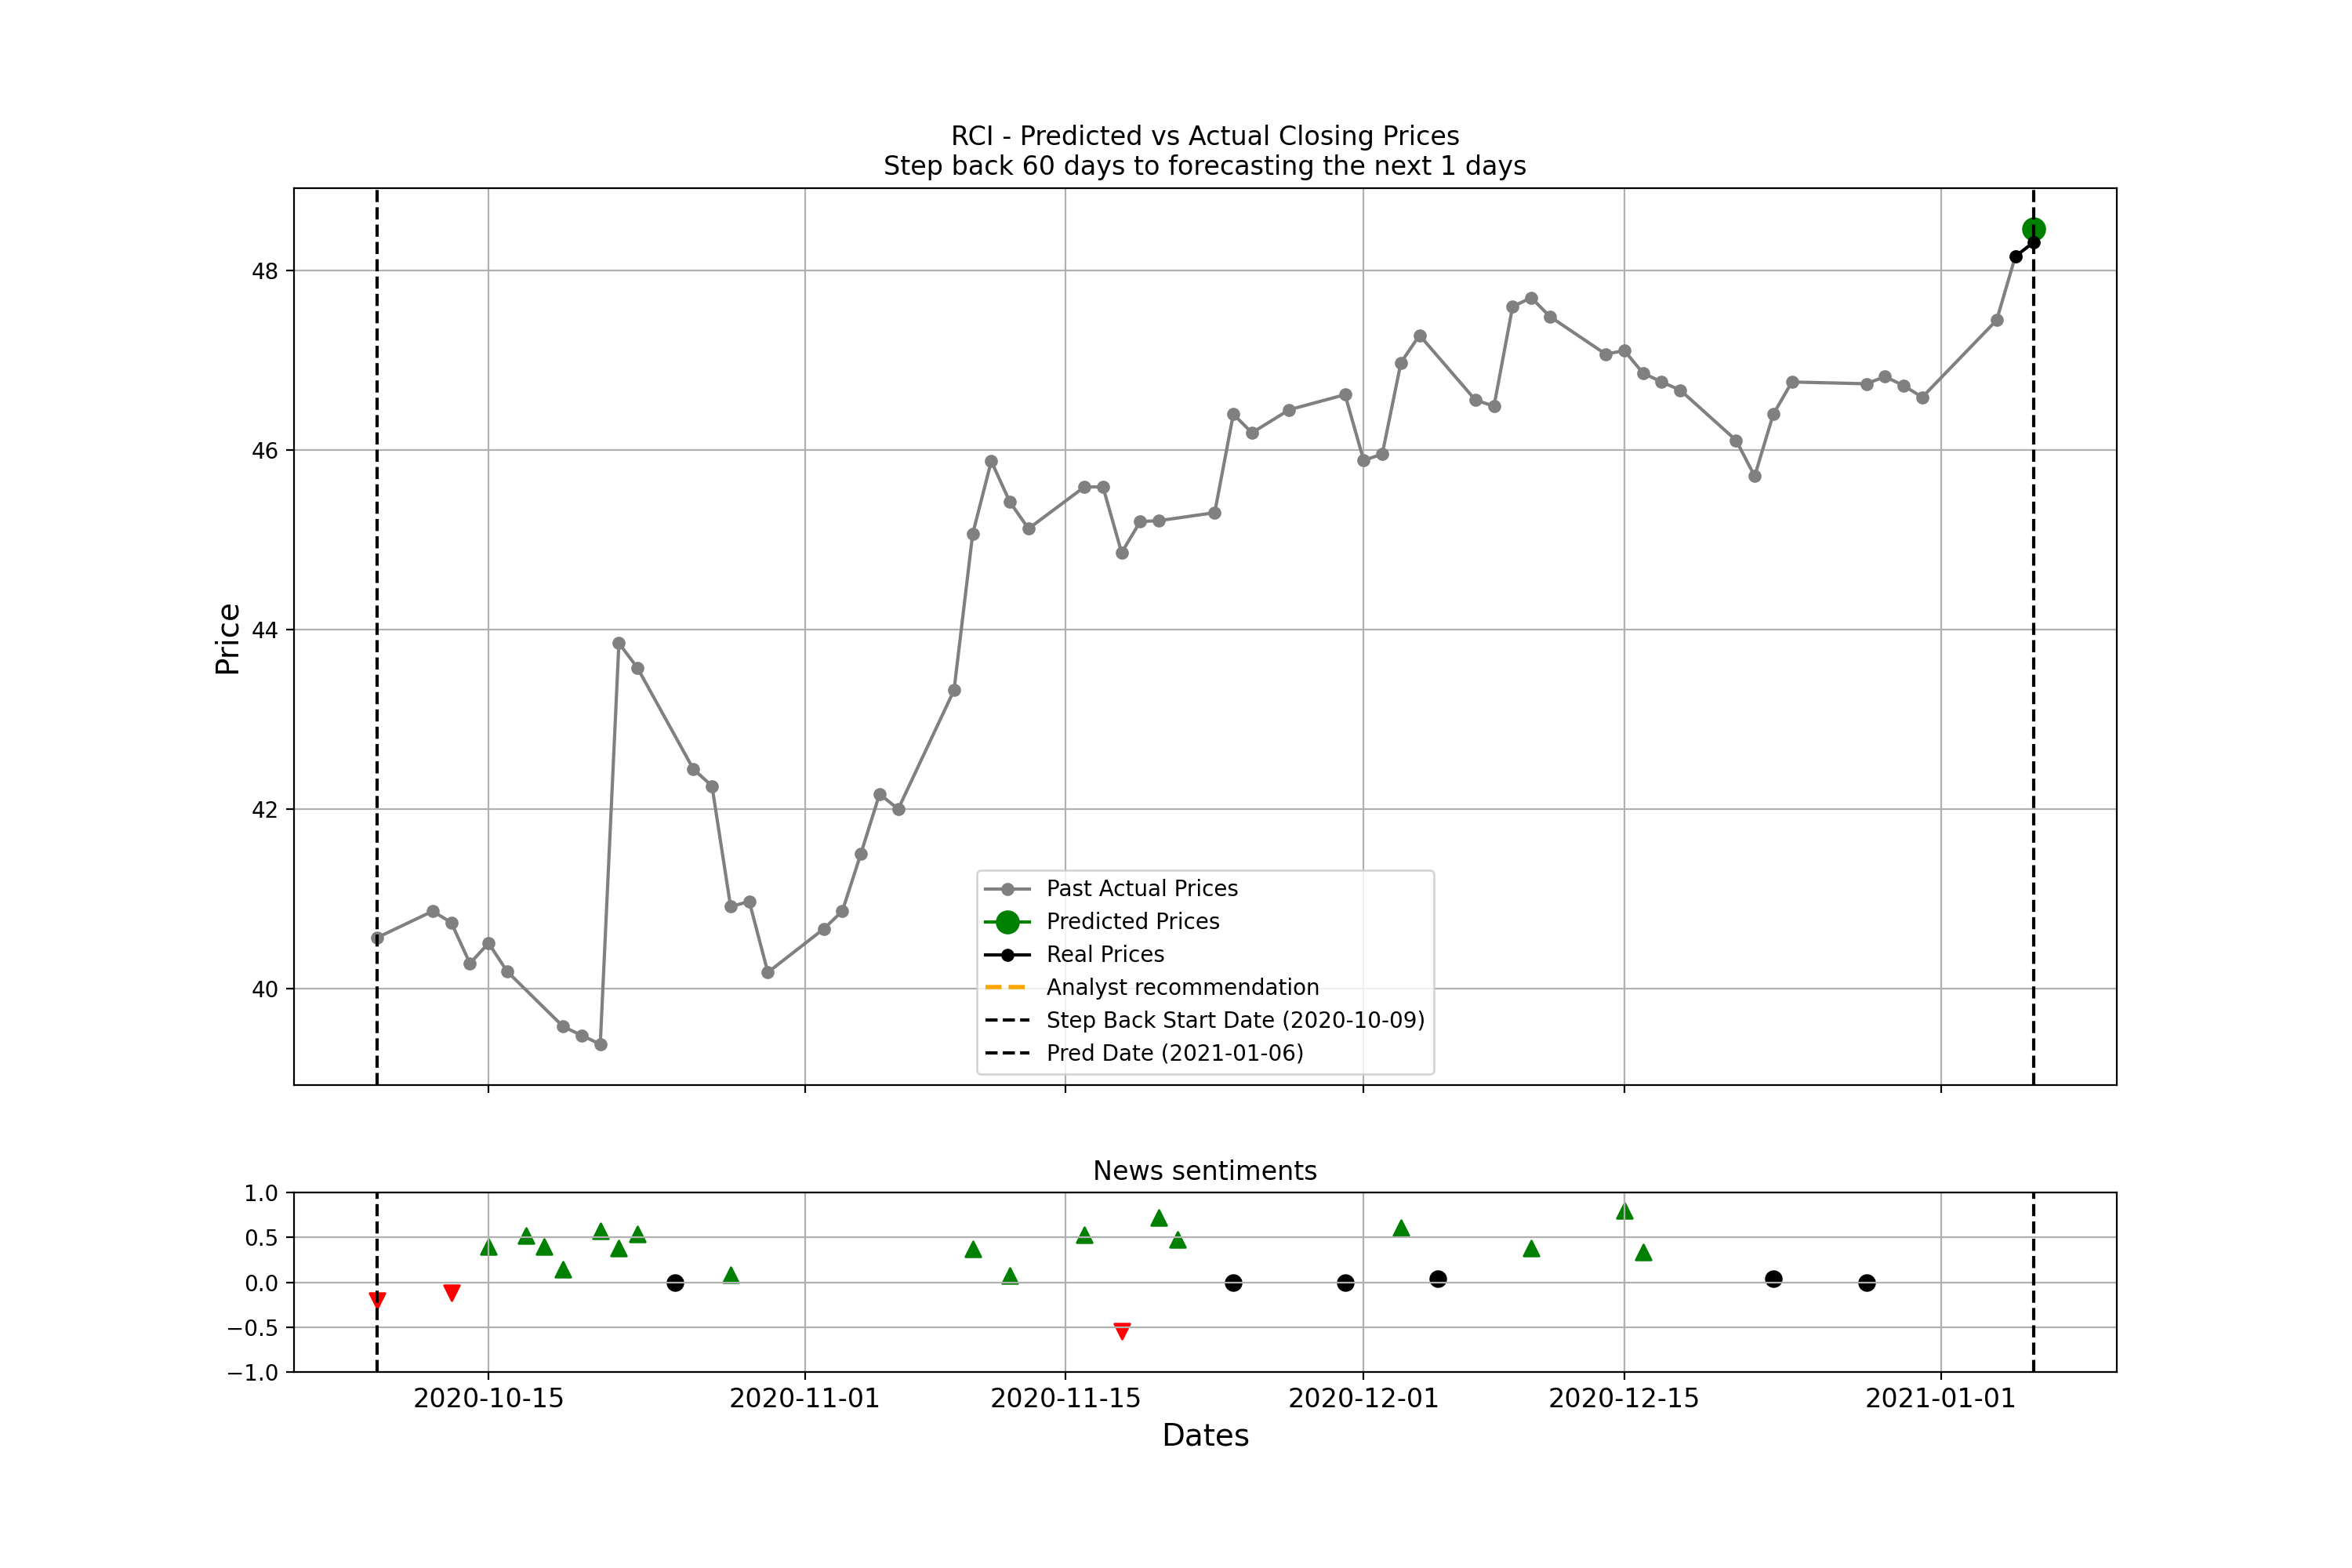 RCI - Predicted vs Actual Closing Prices
Step back 60 days to forecasting the next 1 days
48
46
44
42
40
Price
Past Actual Prices
Predicted Prices
Real Prices
Analyst recommendation
Step Back Start Date (2020-10-09)
Pred Date (2021-01-06)
News sentiments
1.0
0.5
0.0
−0.5
−1.0
2020-10-15 2020-11-01 2020-11-15 2020-12-01 2020-12-15 2021-01-01
Dates